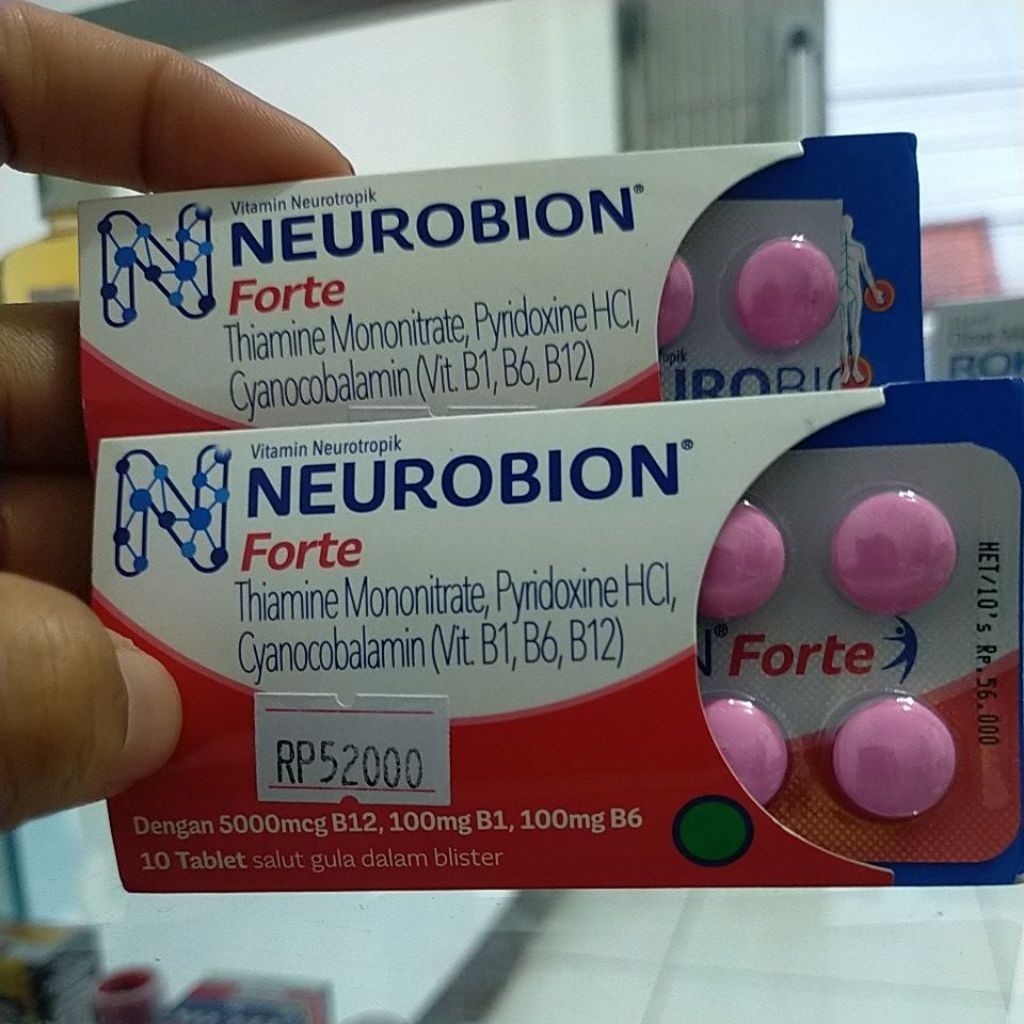 Vitamin Neurotropik
NEUROBION®
Forte
Thiamine Mononitrate, Pyridoxine HCl,
Cyanocobalamin (Vit. B1, B6, B12)
Vitamin Neurotropik
NEUROBION®
Forte
Thiamine Mononitrate, Pyridoxine HCl,
Cyanocobalamin (Vit. B1, B6, B12)
RP52000
Dengan 5000mcg B12, 100mg B1, 100mg B6
10 Tablet salut gula dalam blister
N® Forte
HET/10's Rp.56.000